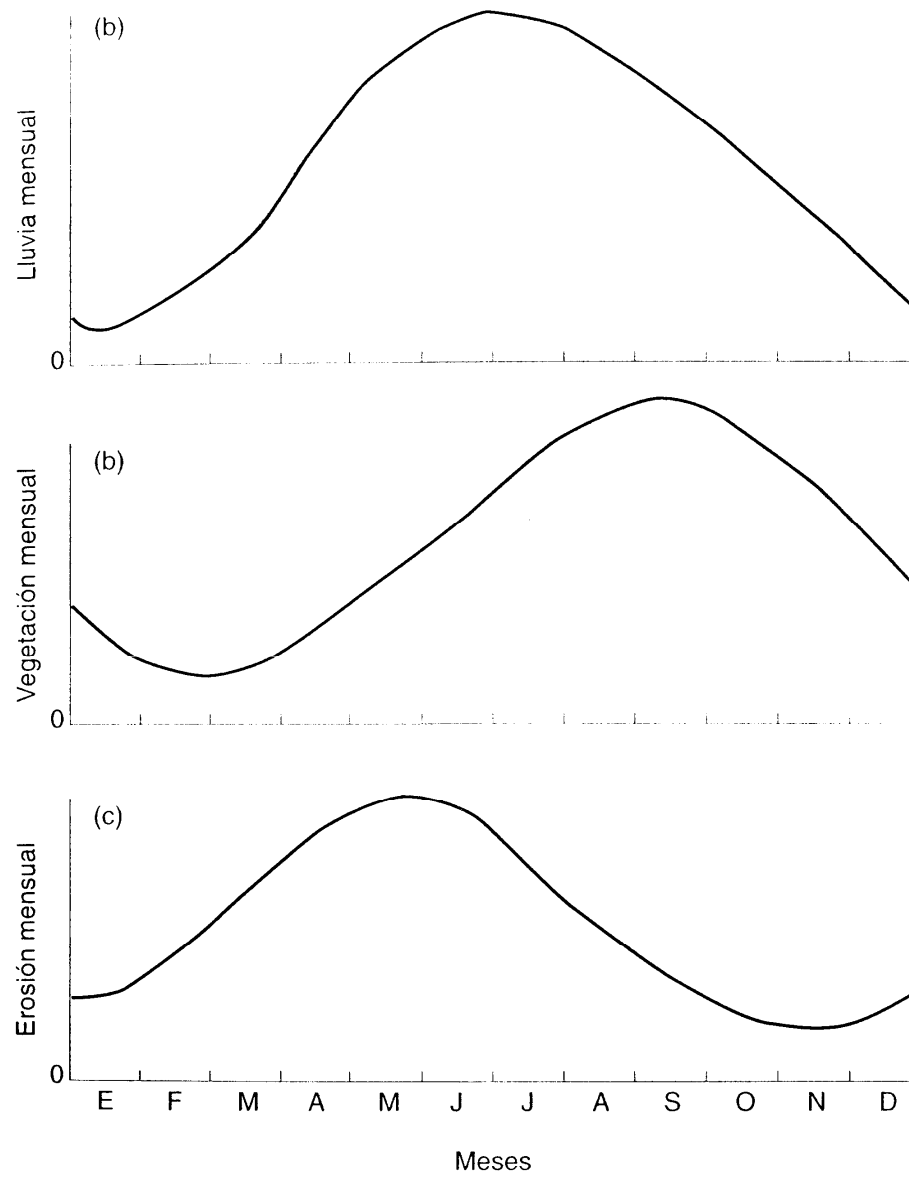 (b)
Lluvia mensual
0
(b)
Vegetación mensual
0
(c)
Erosión mensual
0
E F M A M J J A S O N D
Meses